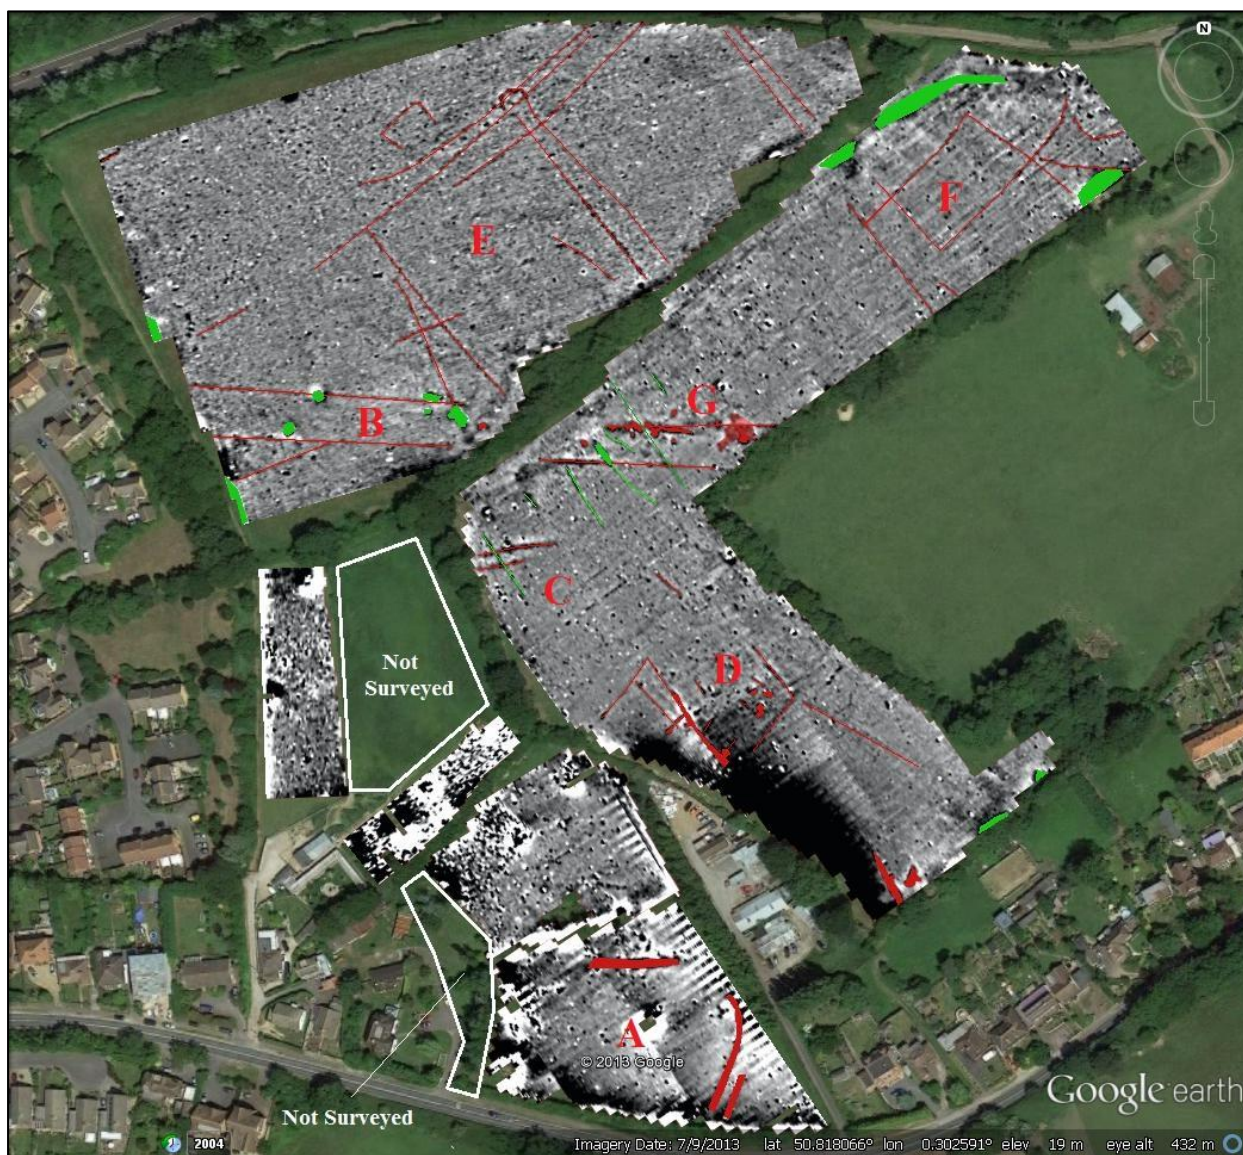 N
E
F
B
G
C
Not
Surveyed
D
A
© 2013 Google
Not Surveyed
Google earth
2004
Imagery Date: 7/9/2013 lat 50.818066° lon 0.302591° elev 19 m eye alt 432 m